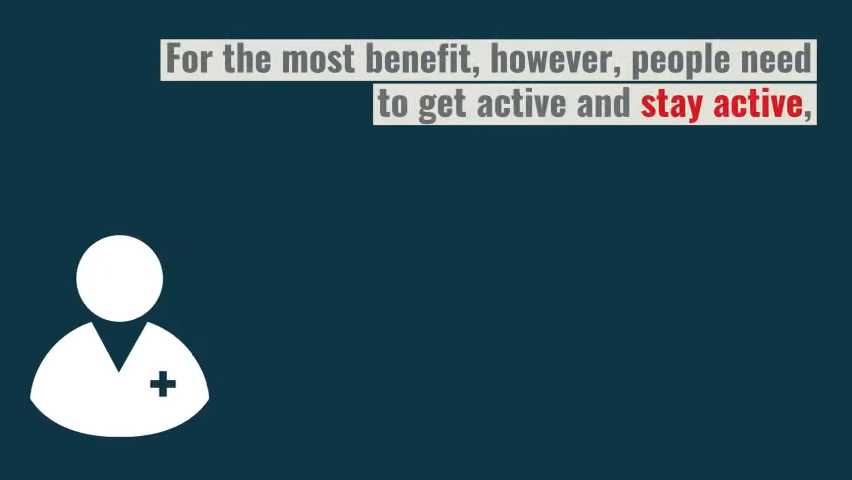 For the most benefit, however, people need
to get active and stay active,